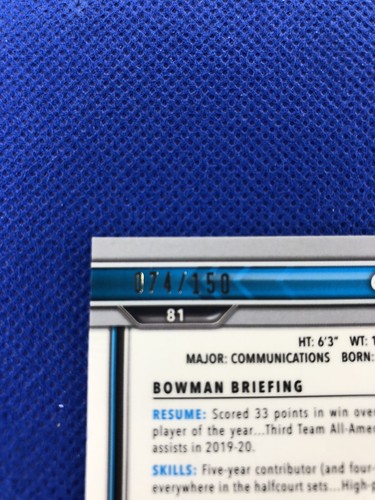 074/150
81
HT: 6'3" WT:
MAJOR: COMMUNICATIONS BORN:
BOWMAN BRIEFING
RESUME: Scored 33 points in win over
player of the year...Third Team All-Ame
assists in 2019-20.
SKILLS: Five-year contributor (and four-
everywhere in the halfcourt sets...High-p